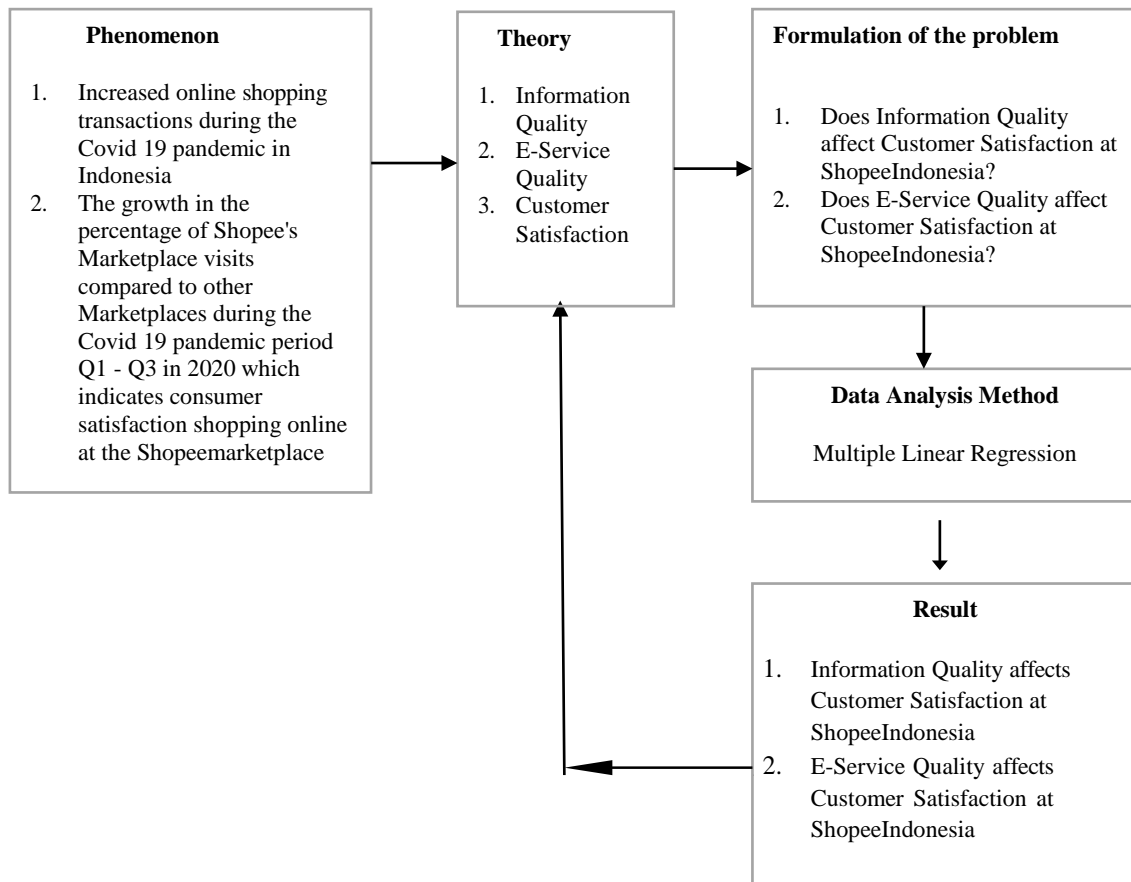 Phenomenon
1. Increased online shopping
transactions during the
Covid 19 pandemic in
Indonesia
2. The growth in the
percentage of Shopee's
Marketplace visits
compared to other
Marketplaces during the
Covid 19 pandemic period
Q1 - Q3 in 2020 which
indicates consumer
satisfaction shopping online
at the Shopeemarketplace
Theory
1. Information
Quality
2. E-Service
Quality
3. Customer
Satisfaction
Formulation of the problem
1. Does Information Quality
affect Customer Satisfaction at
ShopeeIndonesia?
2. Does E-Service Quality affect
Customer Satisfaction at
ShopeeIndonesia?
Data Analysis Method
Multiple Linear Regression
Result
1. Information Quality affects
Customer Satisfaction at
ShopeeIndonesia
2. E-Service Quality affects
Customer Satisfaction at
ShopeeIndonesia